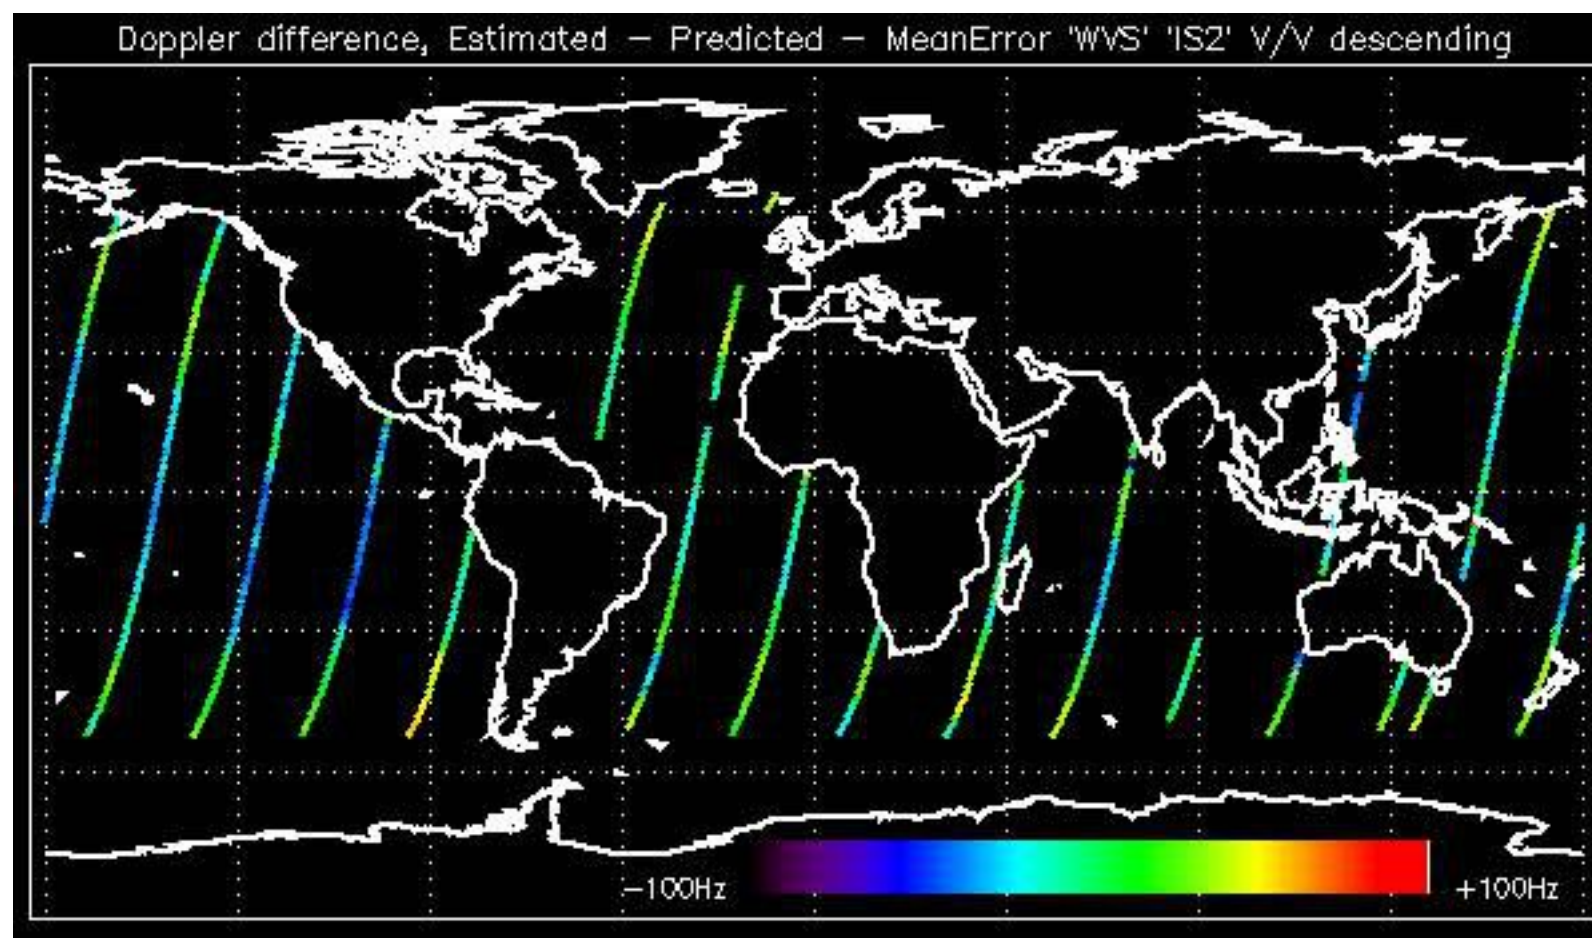 Doppler difference, Estimated – Predicted – MeanError 'WVS' 'IS2' V/V descending
–100Hz
+100Hz